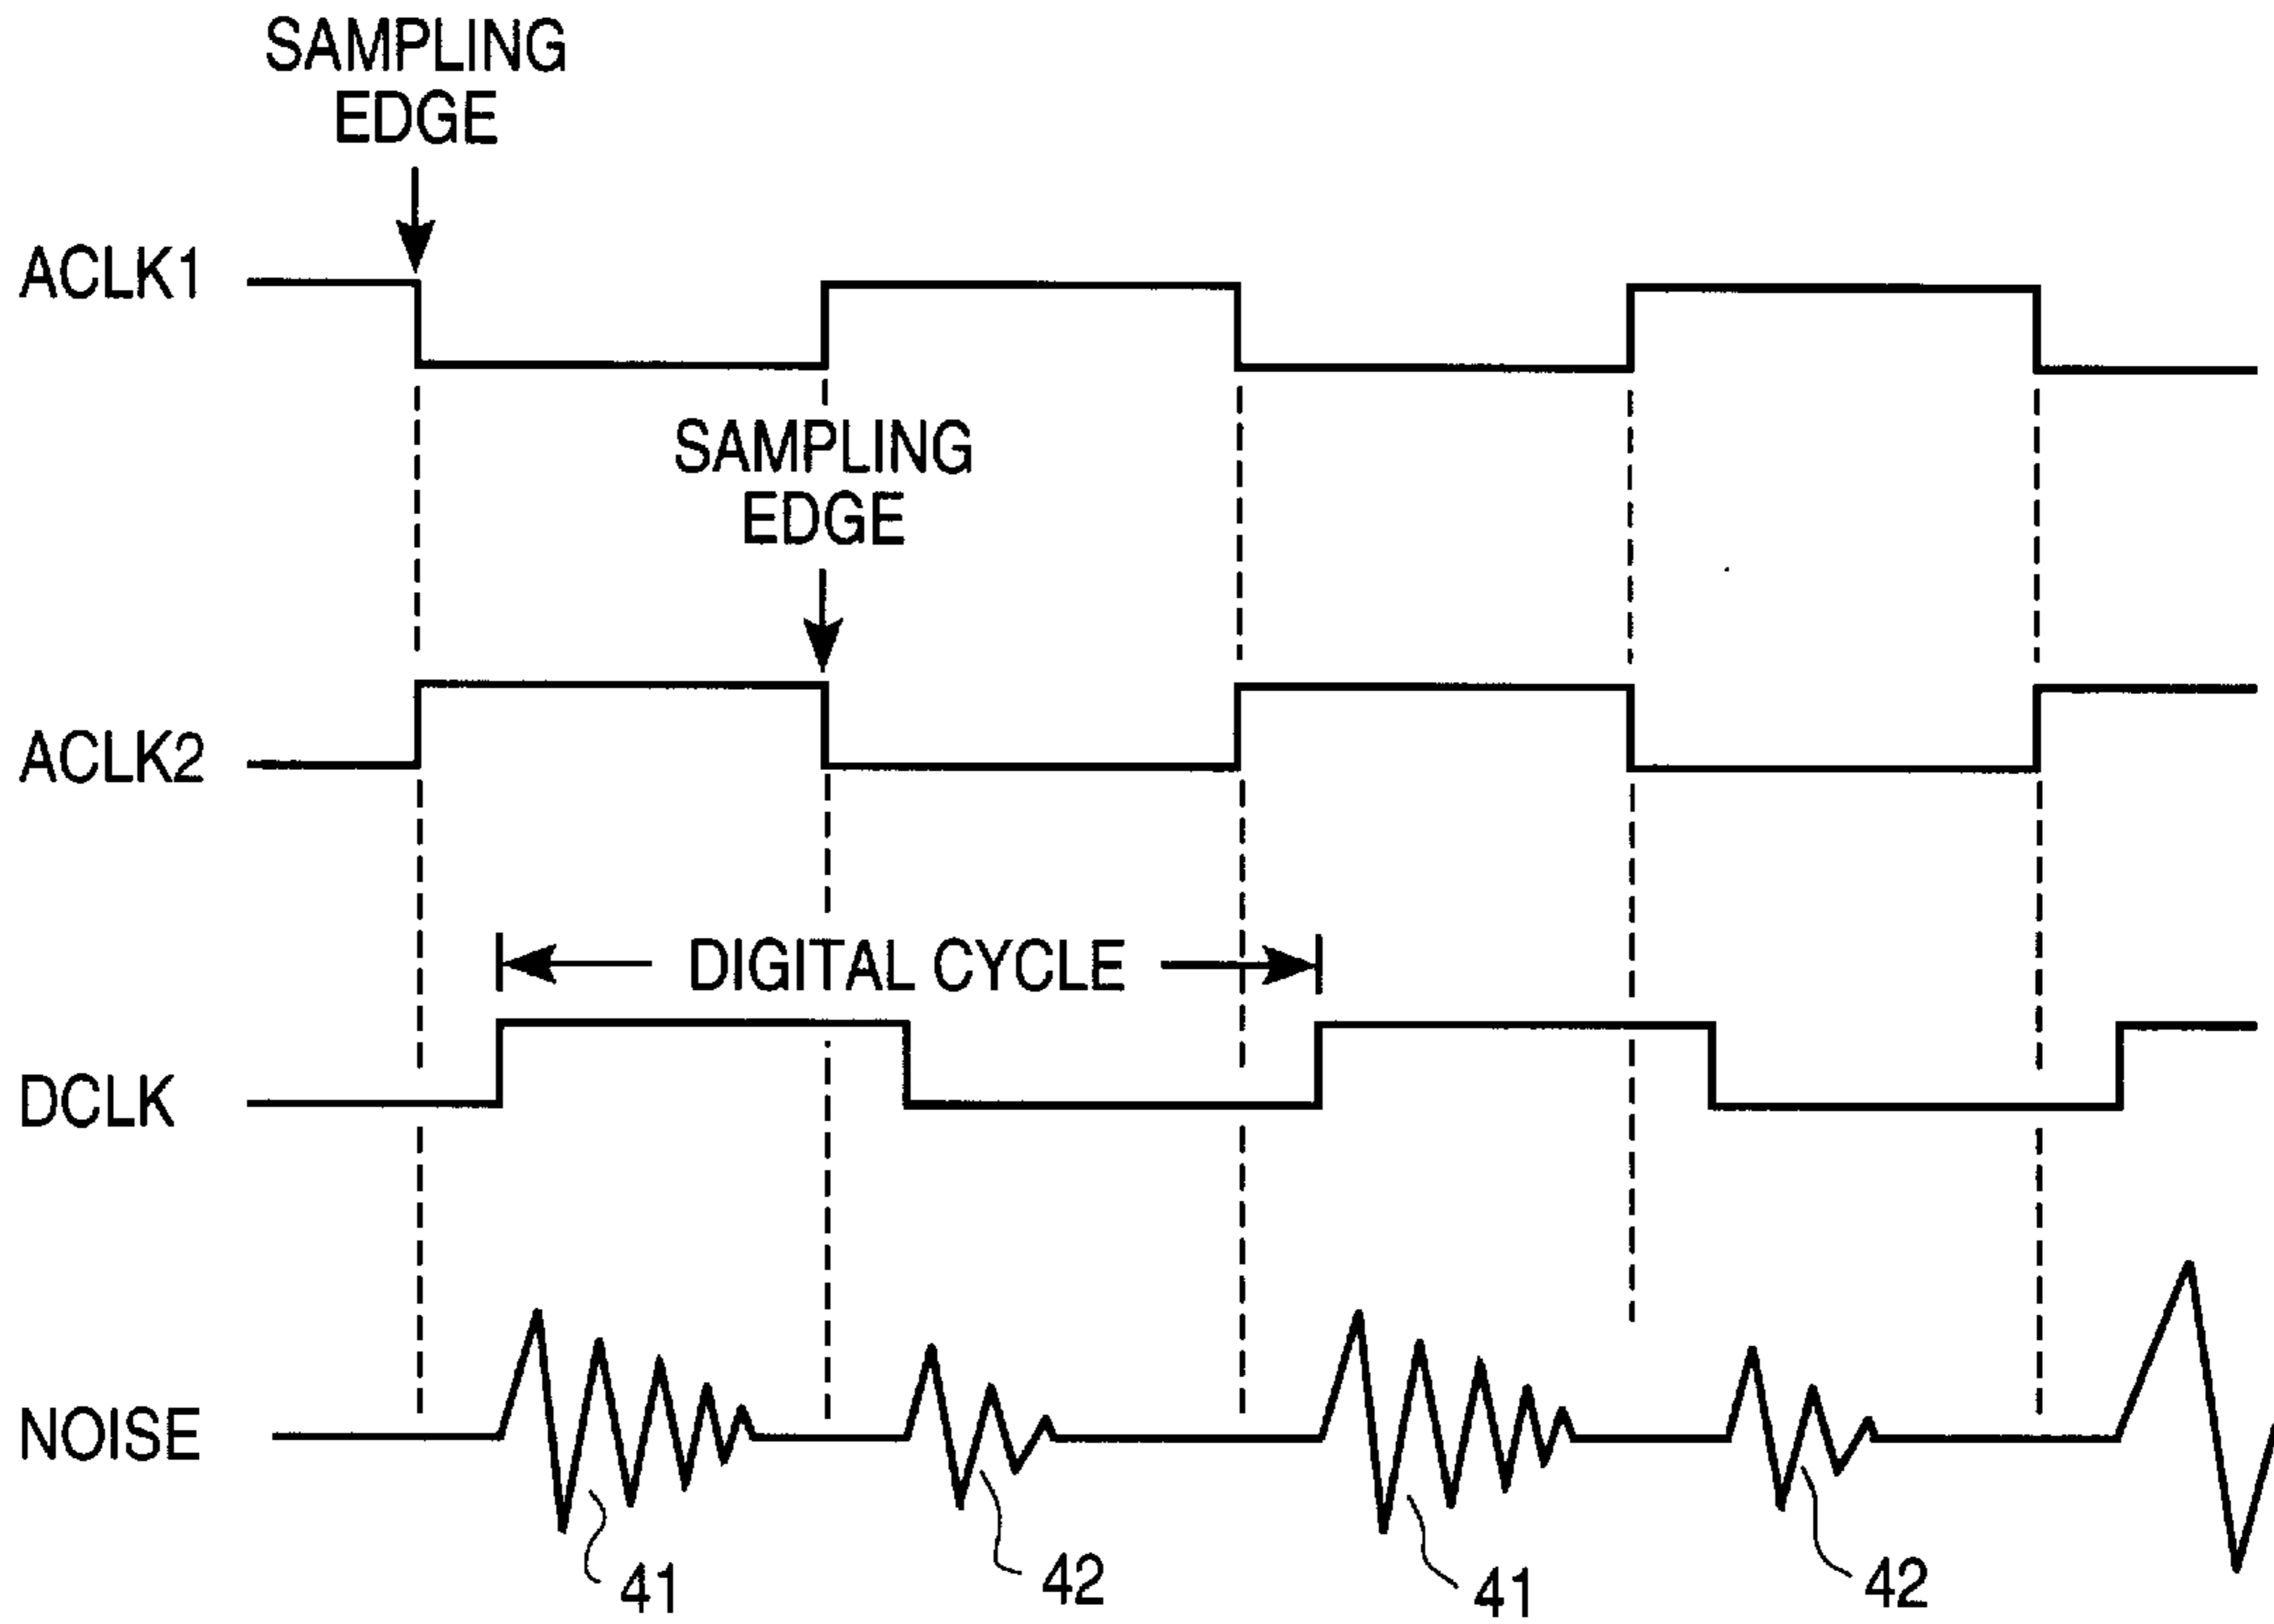 SAMPLING
EDGE
ACLK1
SAMPLING
EDGE
ACLK2
DIGITAL CYCLE
DCLK
NOISE
41
42
41
42